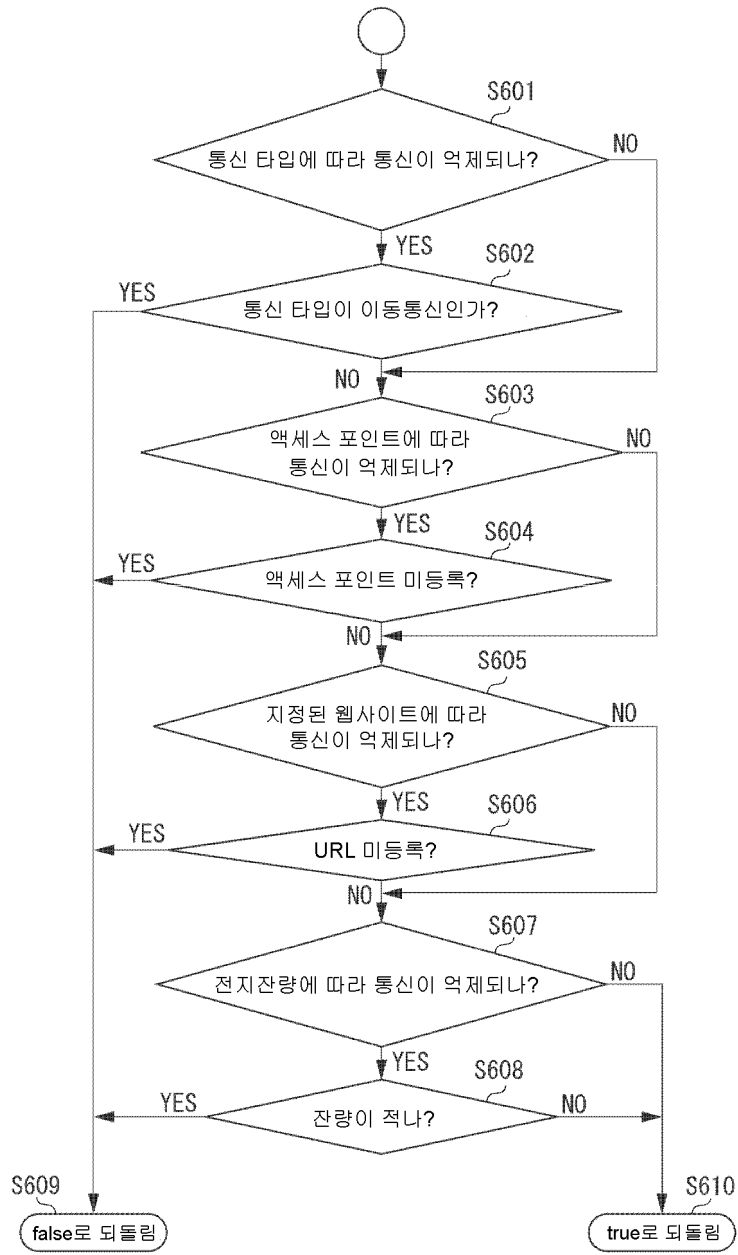 S601
통신 타입에 따라 통신이 억제되나?
NO
YES
S602
YES
통신 타입이 이동통신인가?
NO
S603
액세스 포인트에 따라
통신이 억제되나?
NO
YES
S604
YES
액세스 포인트 미등록?
NO
S605
지정된 웹사이트에 따라
통신이 억제되나?
NO
YES
S606
YES
URL 미등록?
NO
S607
전지잔량에 따라 통신이 억제되나?
NO
YES
S608
YES
잔량이 적나?
NO
S609
false로 되돌림
S610
true로 되돌림